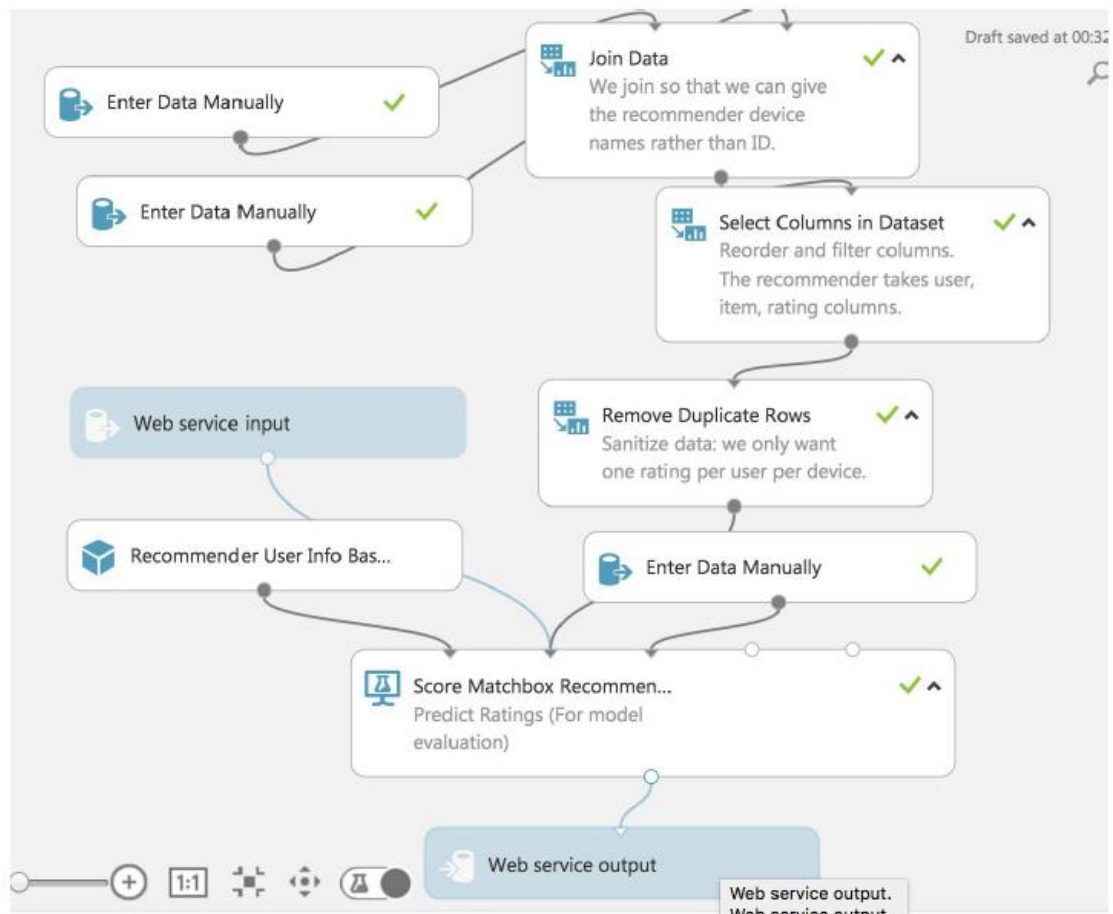 Draft saved at 00:32
Join Data
We join so that we can give
the recommender device
names rather than ID.
Enter Data Manually
Enter Data Manually
Select Columns in Dataset
Reorder and filter columns.
The recommender takes user,
item, rating columns.
Web service input
Remove Duplicate Rows
Sanitize data: we only want
one rating per user per device.
Recommender User Info Bas...
Enter Data Manually
Score Matchbox Recommen...
Predict Ratings (For model
evaluation)
1:1
Web service output
Web service output.
Web service output